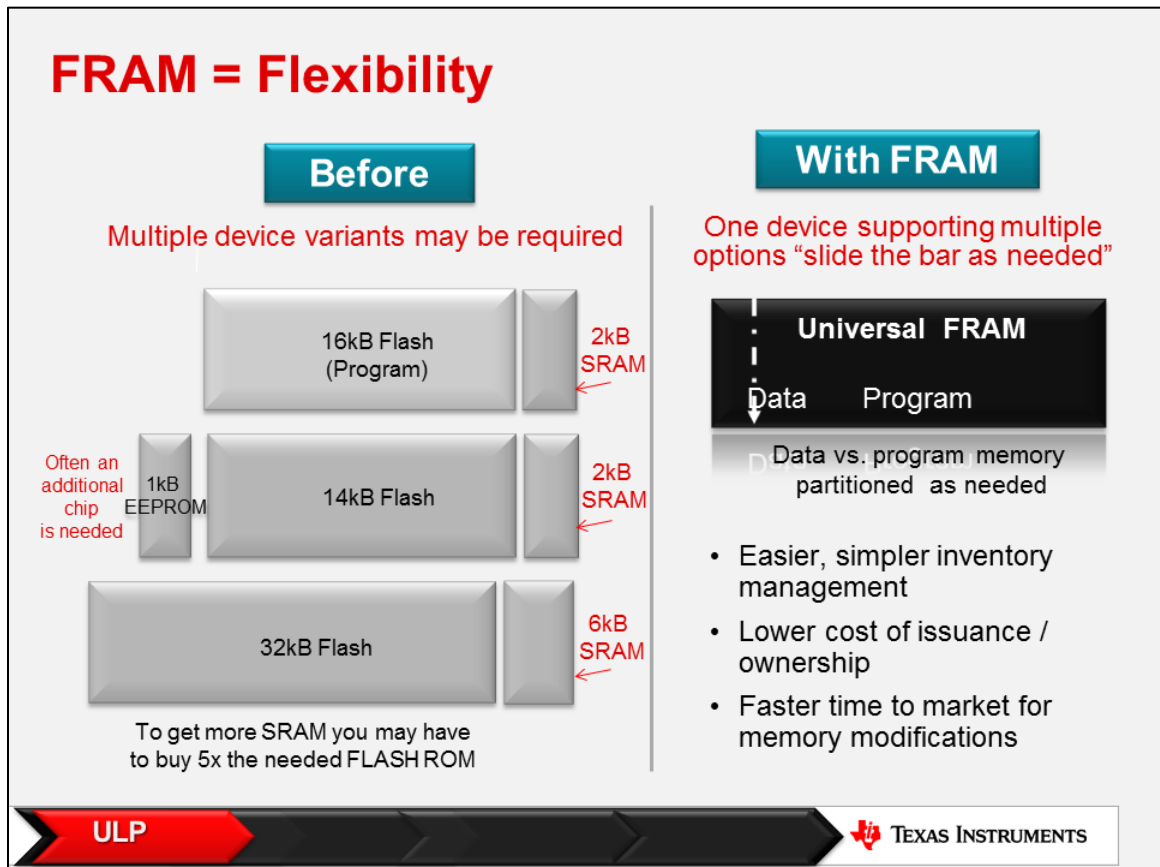 FRAM = Flexibility
Before
Multiple device variants may be required
16kB Flash
(Program)
2kB
SRAM
Often an
additional
chip
is needed
1kB
EEPROM
14kB Flash
2kB
SRAM
32kB Flash
6kB
SRAM
To get more SRAM you may have
to buy 5x the needed FLASH ROM
With FRAM
One device supporting multiple
options “slide the bar as needed”
Universal FRAM
Data Program
Data vs. program memory
partitioned as needed
• Easier, simpler inventory
management
• Lower cost of issuance /
ownership
• Faster time to market for
memory modifications
ULP
TEXAS INSTRUMENTS